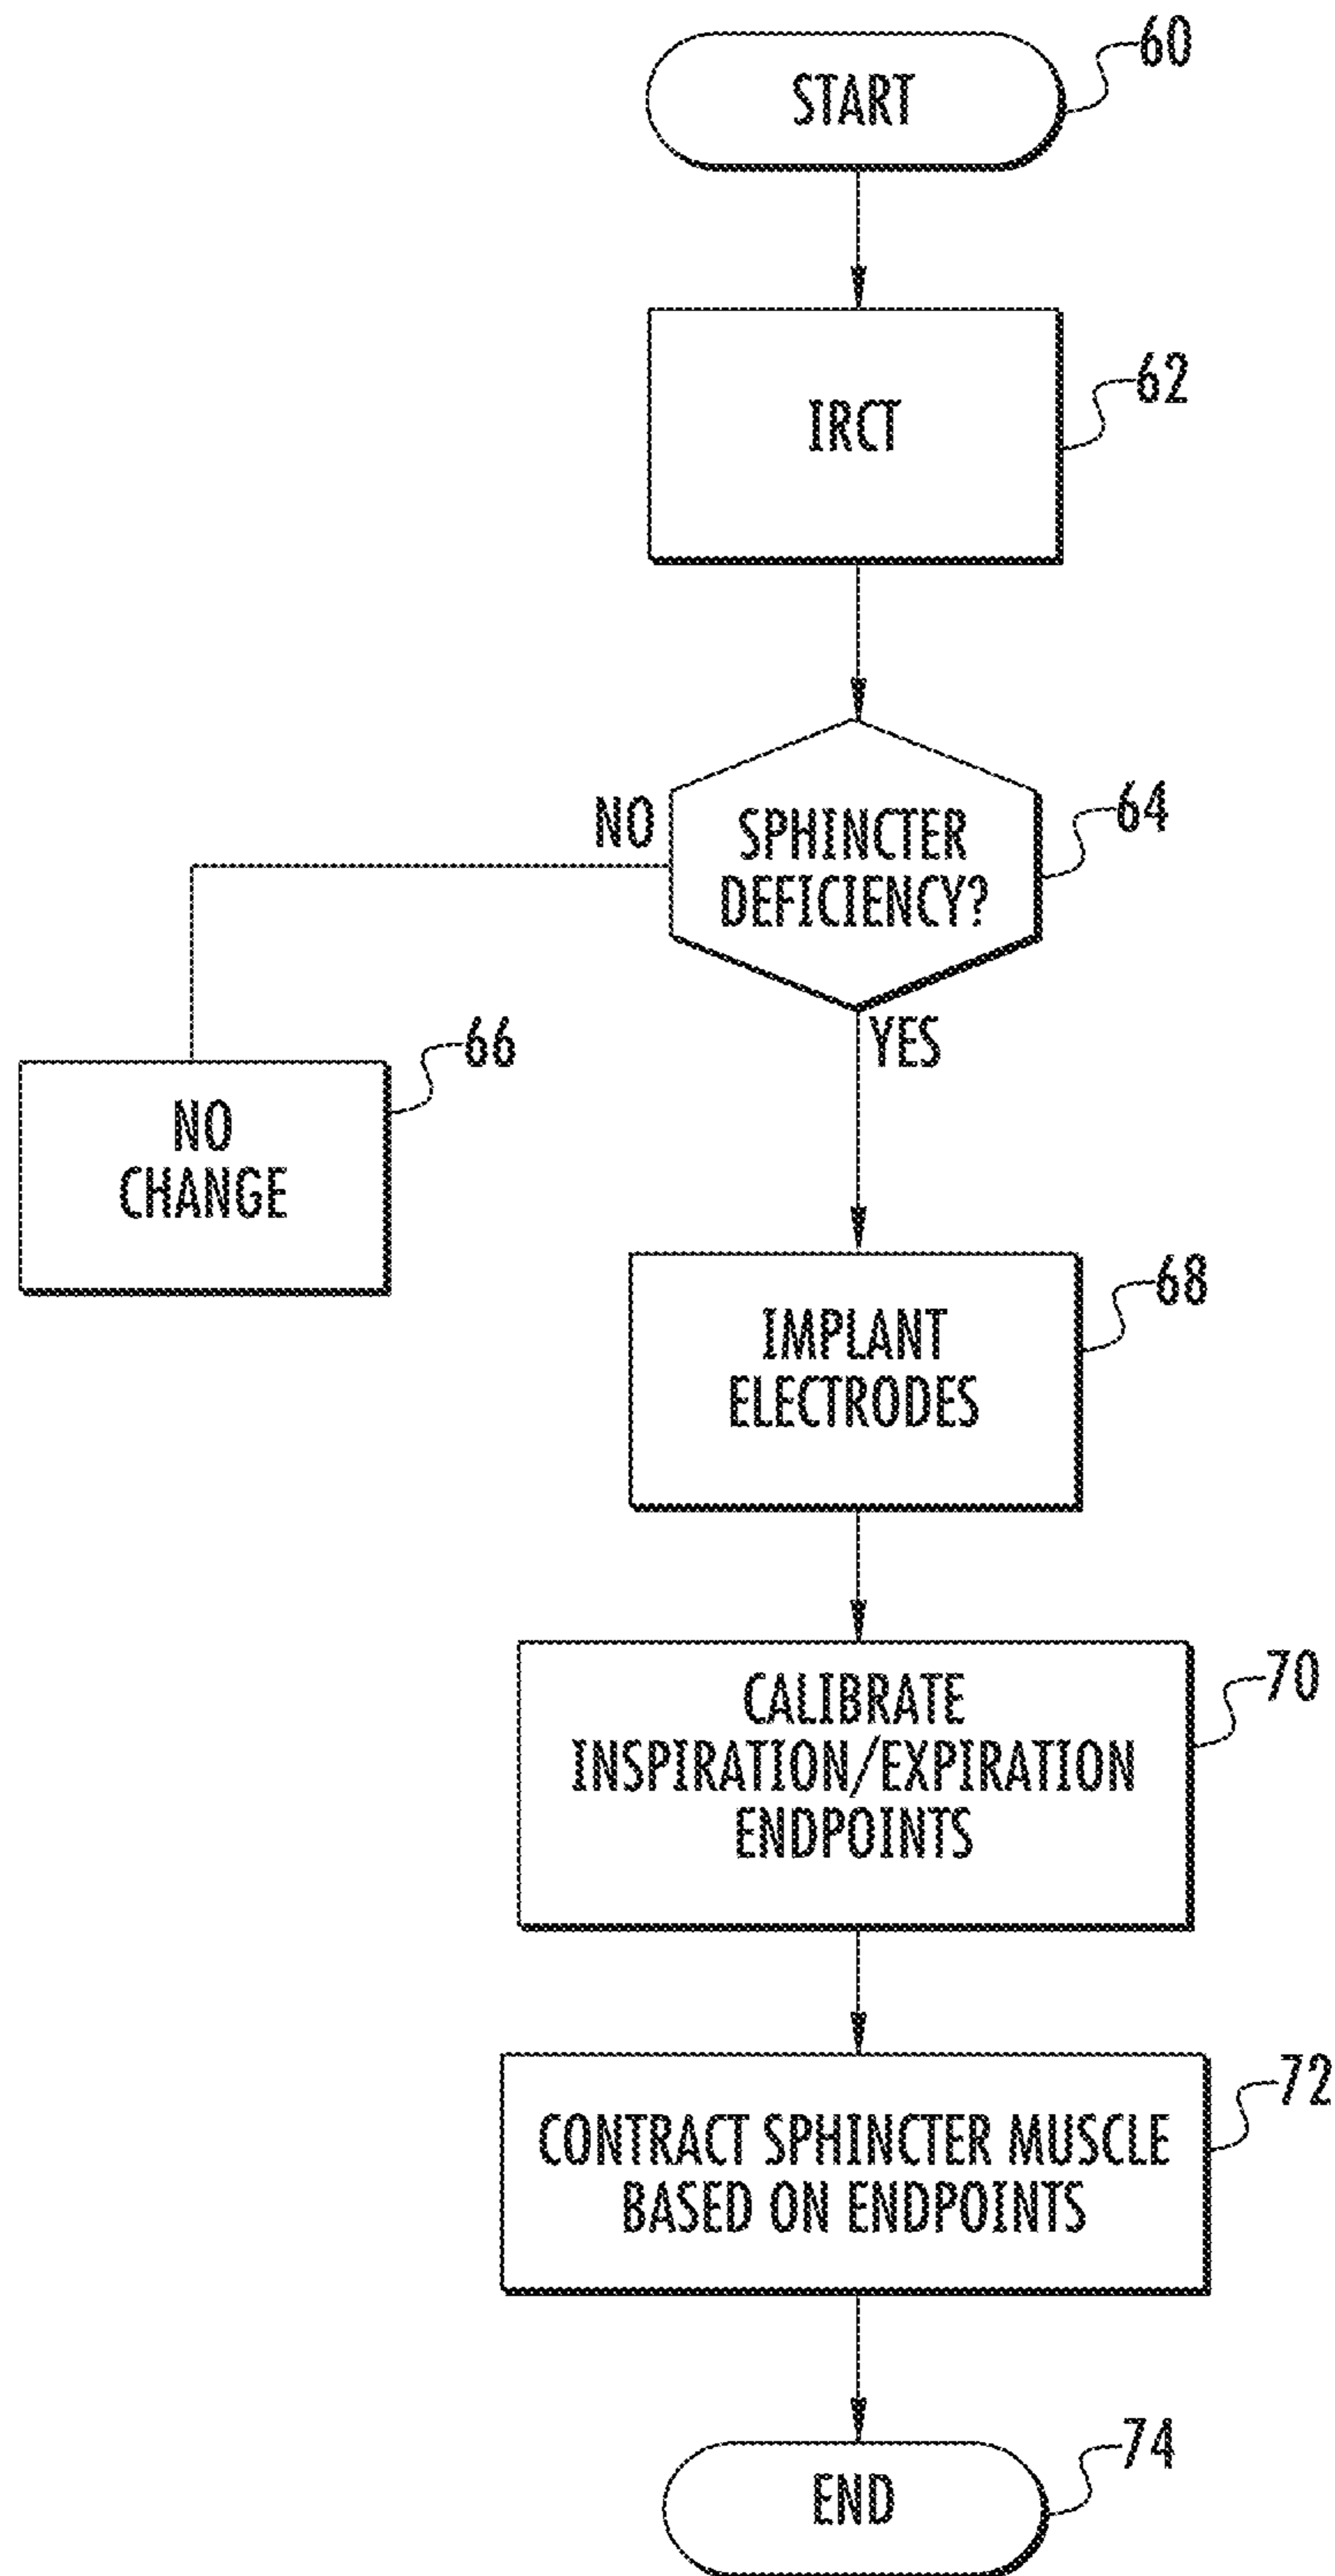 START
60
IRCT
62
SPHINCTER
DEFICIENCY?
64
NO
YES
NO
CHANGE
66
IMPLANT
ELECTRODES
68
CALIBRATE
INSPIRATION/EXPIRATION
ENDPOINTS
70
CONTRACT SPHINCTER MUSCLE
BASED ON ENDPOINTS
72
END
74